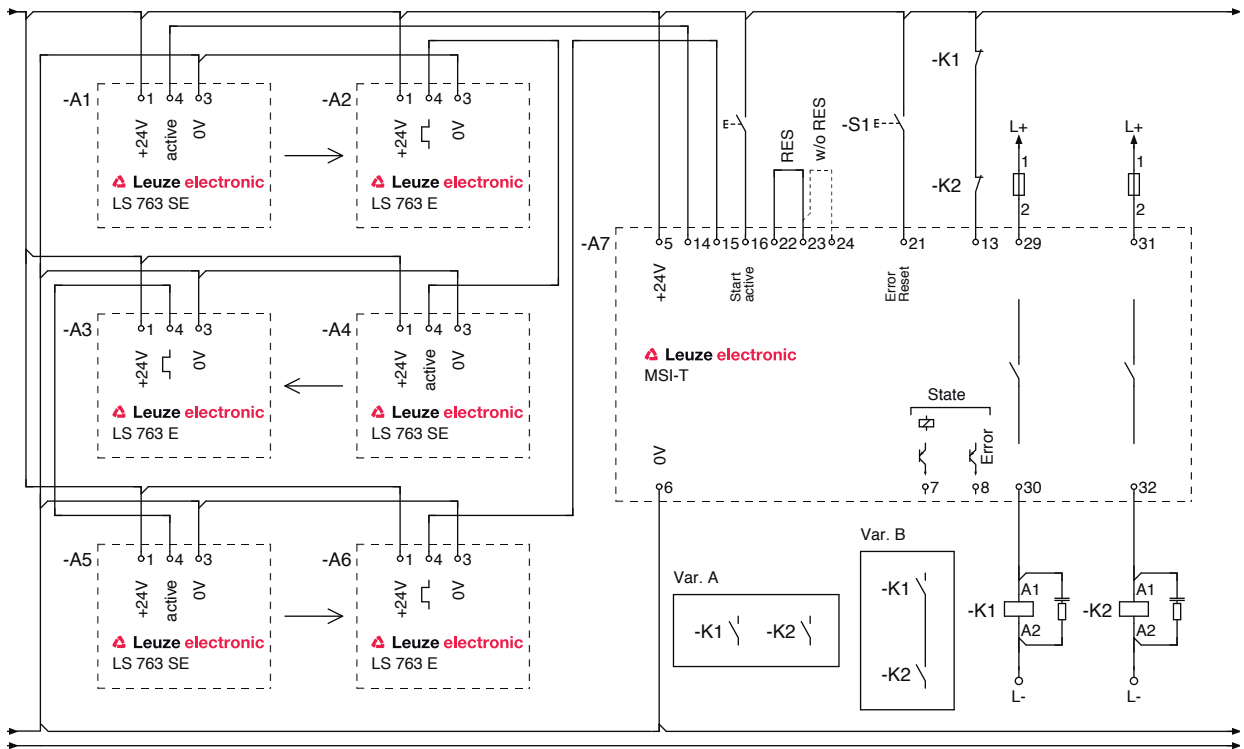 -A1
1 4 3
+24V
active
0V
Leuze electronic
LS 763 SE
-A2
1 4 3
+24V
0V
Leuze electronic
LS 763 E
-A3
1 4 3
+24V
0V
Leuze electronic
LS 763 E
-A4
1 4 3
+24V
active
0V
Leuze electronic
LS 763 SE
-A5
1 4 3
+24V
active
0V
Leuze electronic
LS 763 SE
-A6
1 4 3
+24V
0V
Leuze electronic
LS 763 E
-K1
-S1
-K2
RES
w/o RES
L+
1
2
L+
1
2
-A7
5 14 15 16 22 23 24 21 13 29 31
+24V
Start
active
Error
Reset
Leuze electronic
MSI-T
State
Error
0V
6 7 8 30 32
Var. A
-K1 -K2
Var. B
-K1
-K2
-K1
A1
A2
L-
-K2
A1
A2
L-